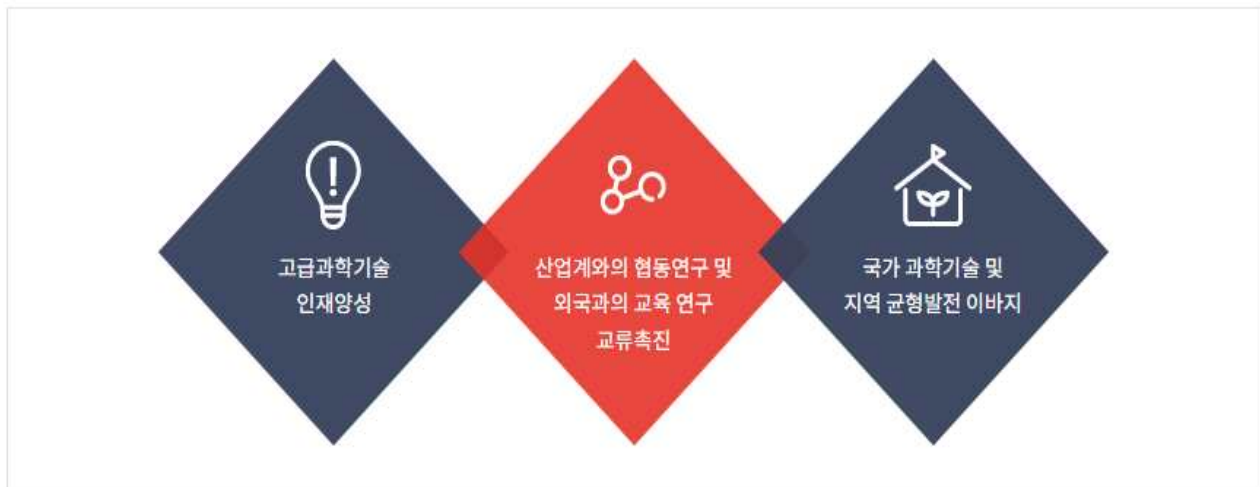 고급과학기술
인재양성
산업계와의 협동연구 및
외국과의 교육 연구
교류촉진
국가 과학기술 및
지역 균형발전 이바지